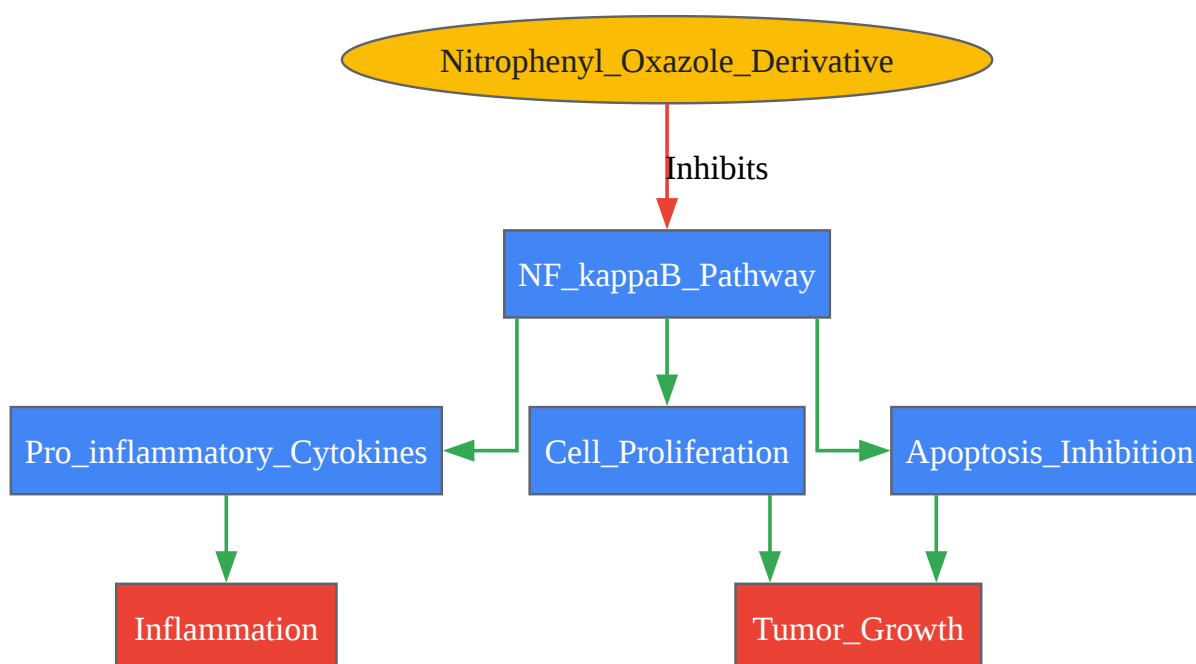 Nitrophenyl_Oxazole_Derivative
Inhibits
NF_kappaB_Pathway
Pro_inflammatory_Cytokines
Cell_Proliferation
Apoptosis_Inhibition
Inflammation
Tumor_Growth